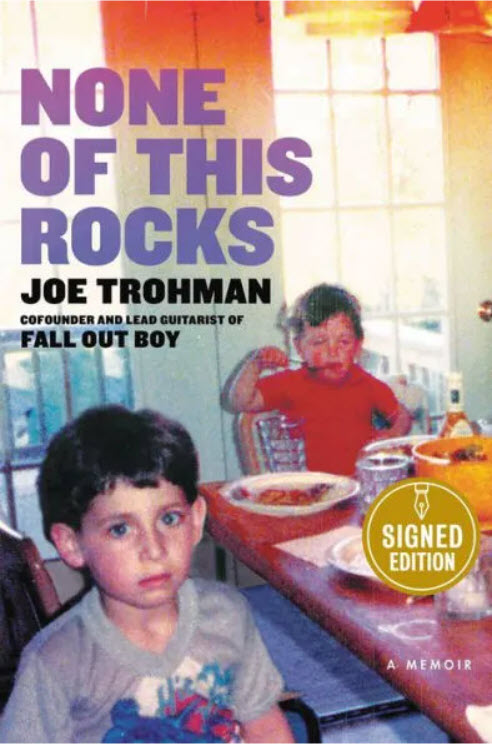 NONE
OF THIS
ROCKS
JOE TROHMAN
COFOUNDER AND LEAD GUITARIST OF
FALL OUT BOY
SIGNED
EDITION
A MEMOIR